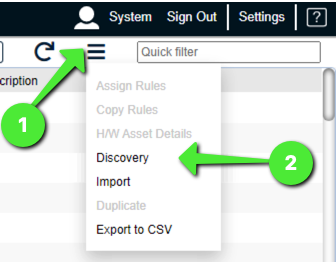 System Sign Out Settings ?
Quick filter
cription
Assign Rules
Copy Rules
H/W Asset Details
Discovery
Import
Duplicate
Export to CSV
1
2